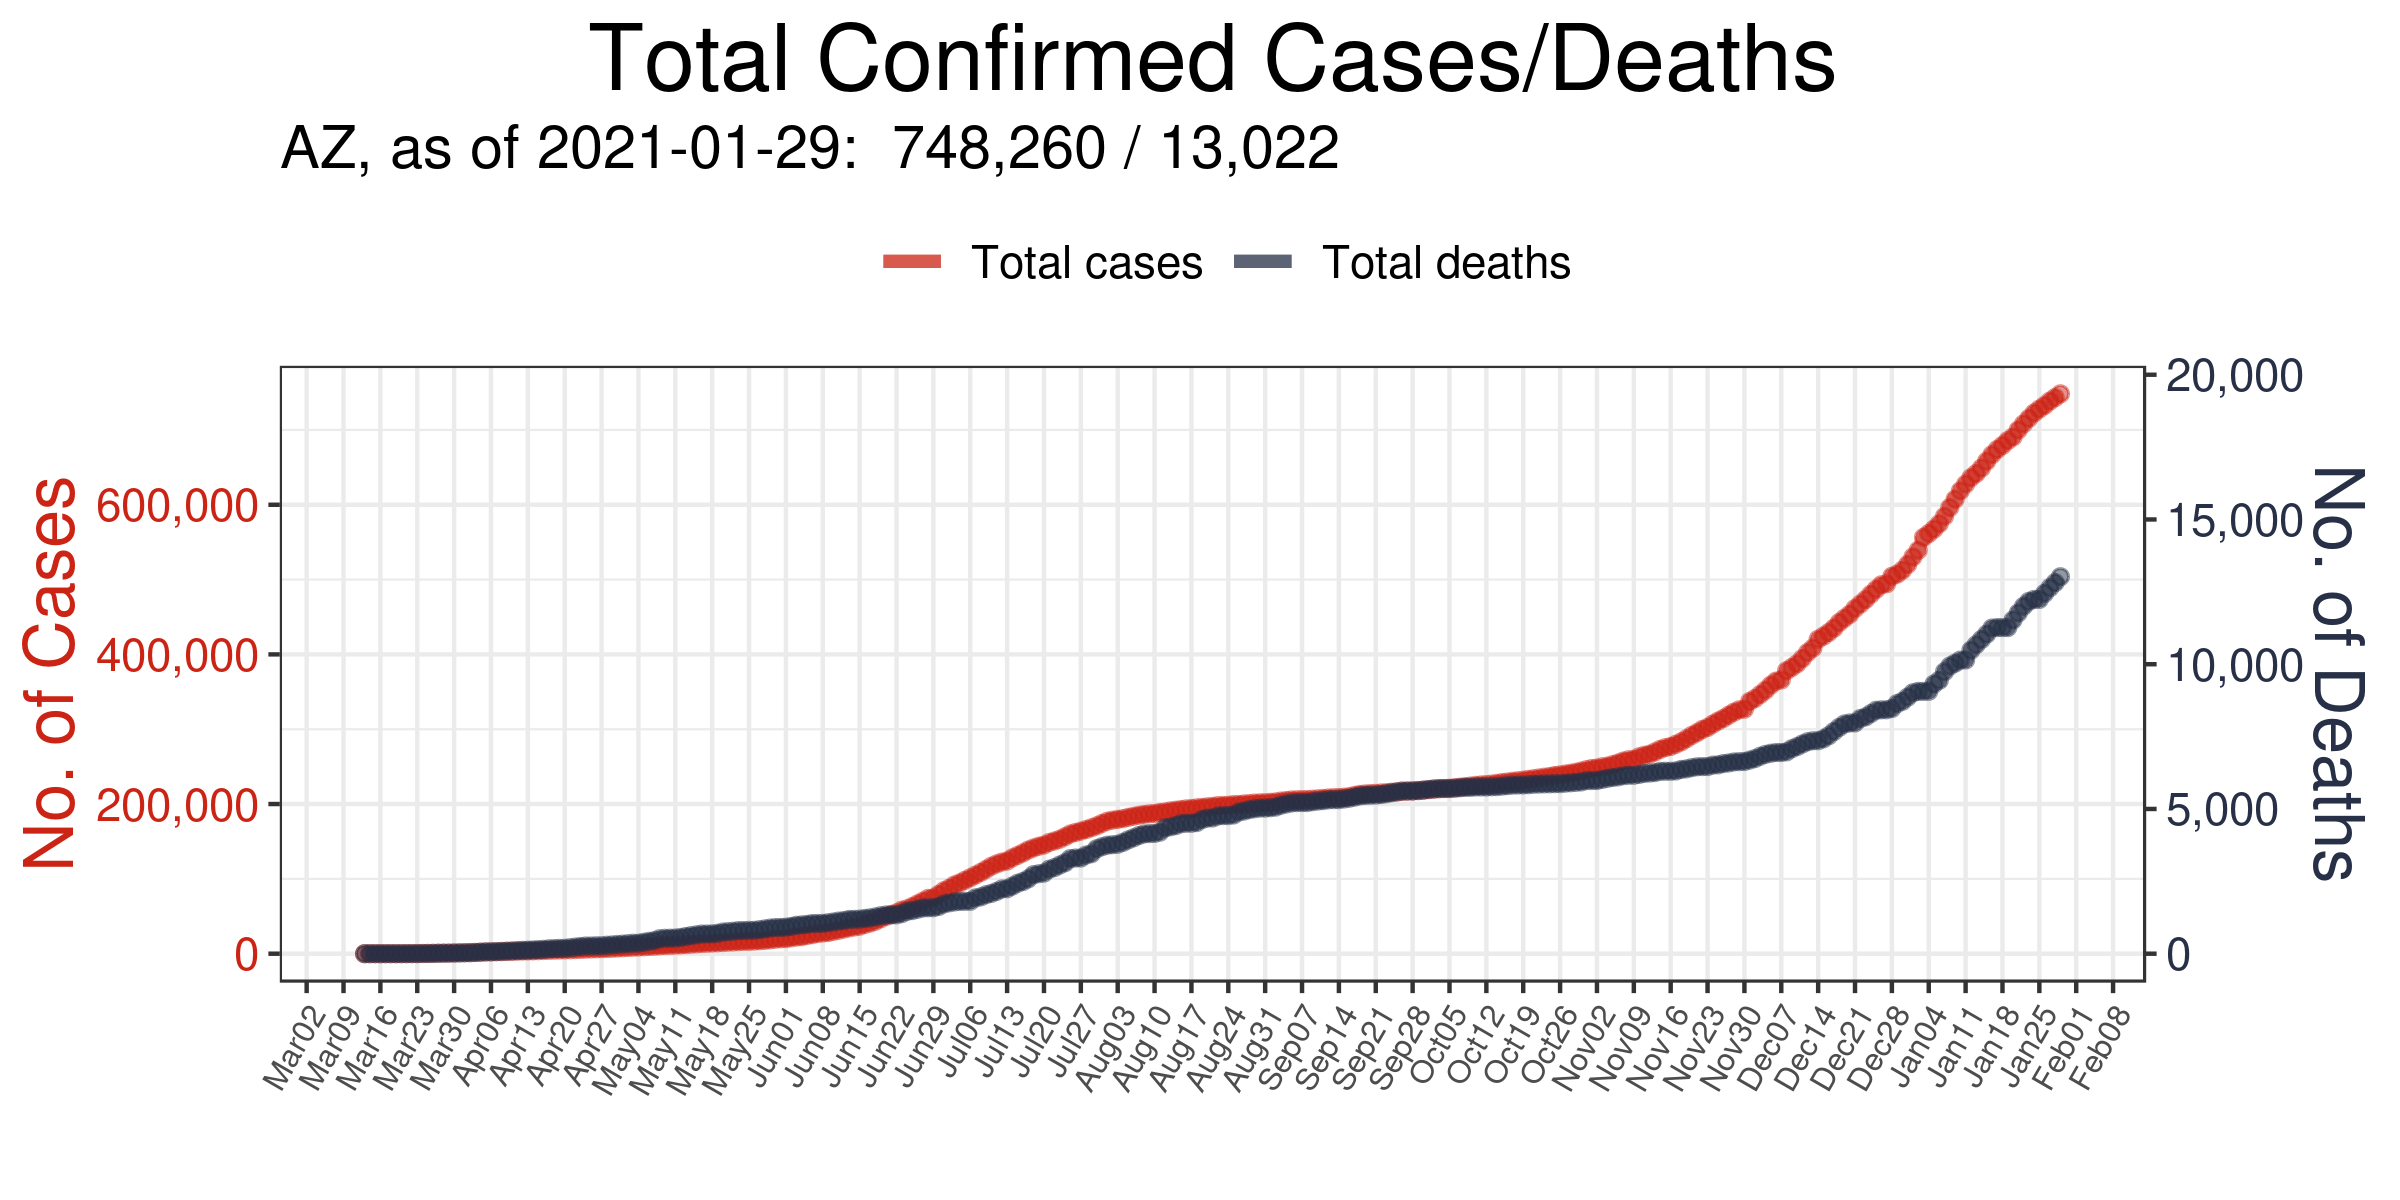 Total Confirmed Cases/Deaths
AZ, as of 2021-01-29:  748,260 / 13,022
Total cases
Total deaths
No. of Cases
600,000
400,000
200,000
0
20,000
15,000
10,000
5,000
0
No. of Deaths
Mar02
Mar09
Mar16
Mar23
Mar30
Apr06
Apr13
Apr20
Apr27
May04
May11
May18
May25
Jun01
Jun08
Jun15
Jun22
Jun29
Jul06
Jul13
Jul20
Jul27
Aug03
Aug10
Aug17
Aug24
Aug31
Sep07
Sep14
Sep21
Sep28
Oct05
Oct12
Oct19
Oct26
Nov02
Nov09
Nov16
Nov23
Nov30
Dec07
Dec14
Dec21
Dec28
Jan04
Jan11
Jan18
Jan25
Feb01
Feb08